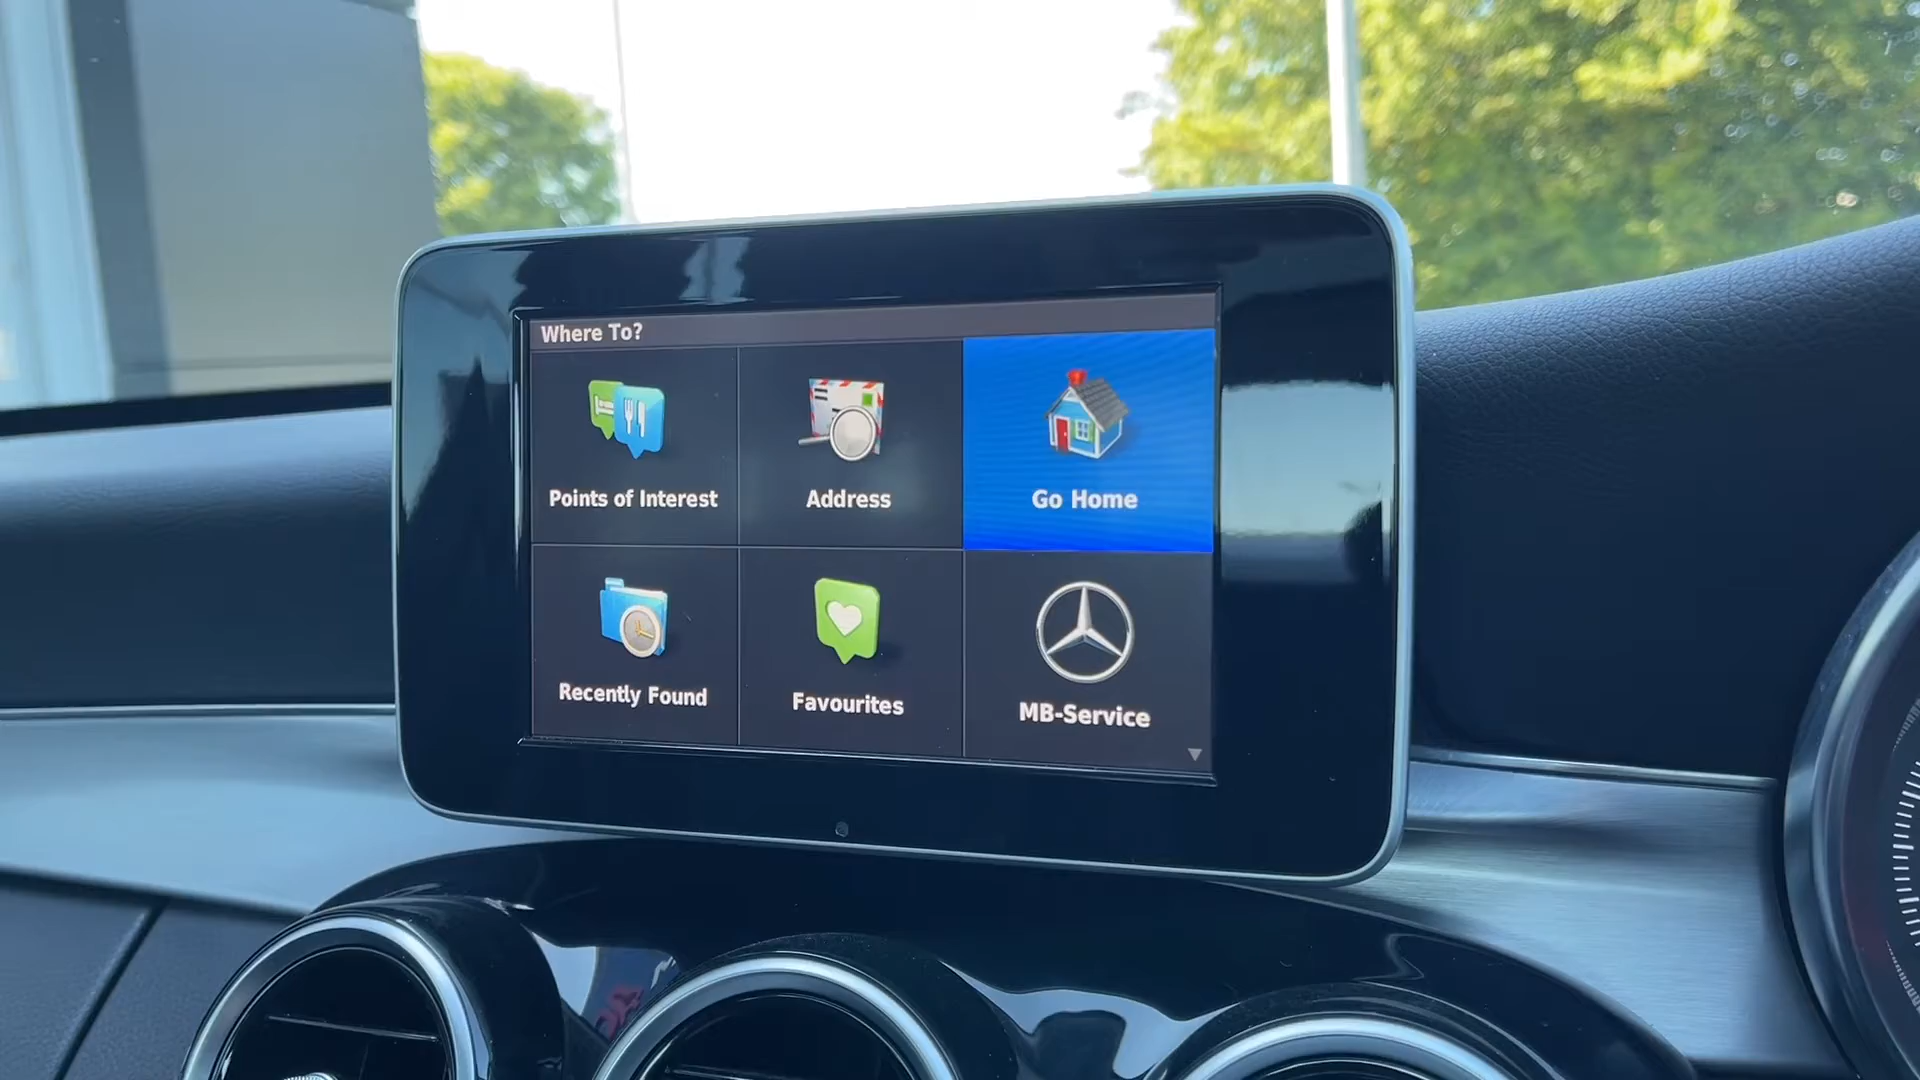 Where To?
Points of Interest
Address
Go Home
Recently Found
Favourites
MB-Service